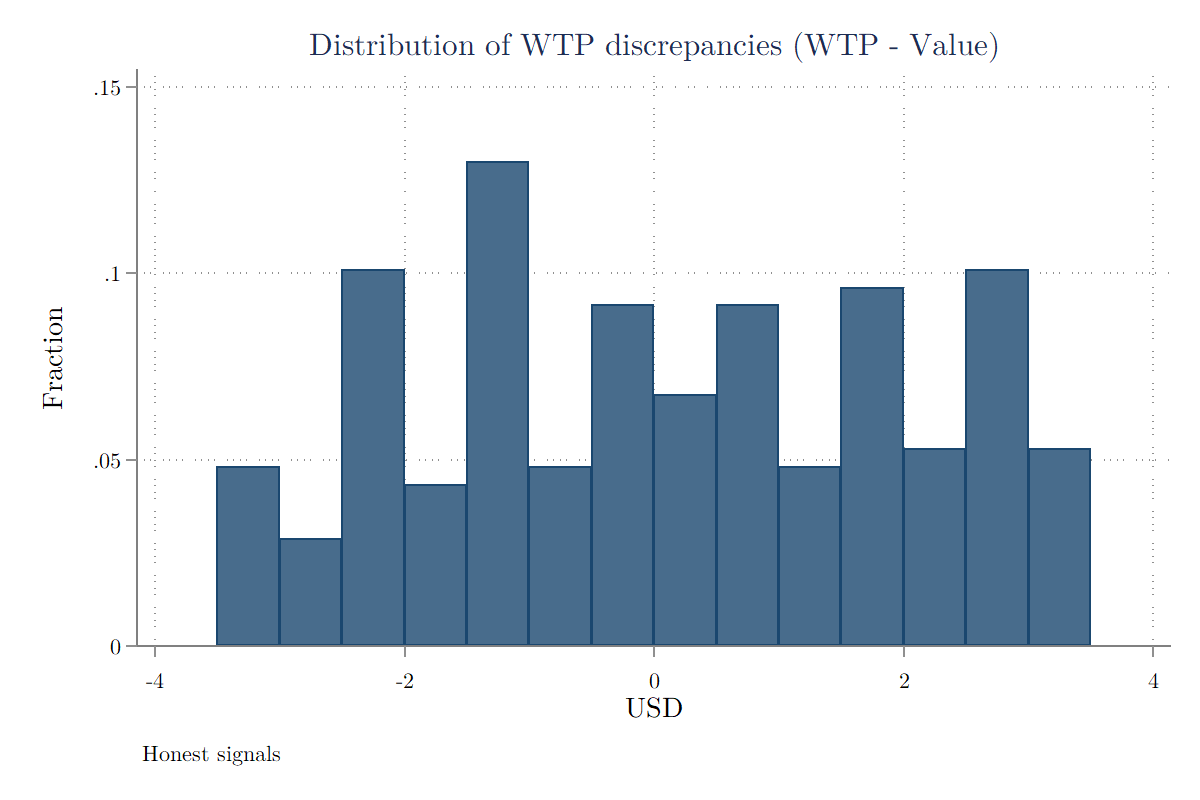 Distribution of WTP discrepancies (WTP - Value)
.15
.1
.05
0
Fraction
-4 -2 0 2 4
USD
Honest signals